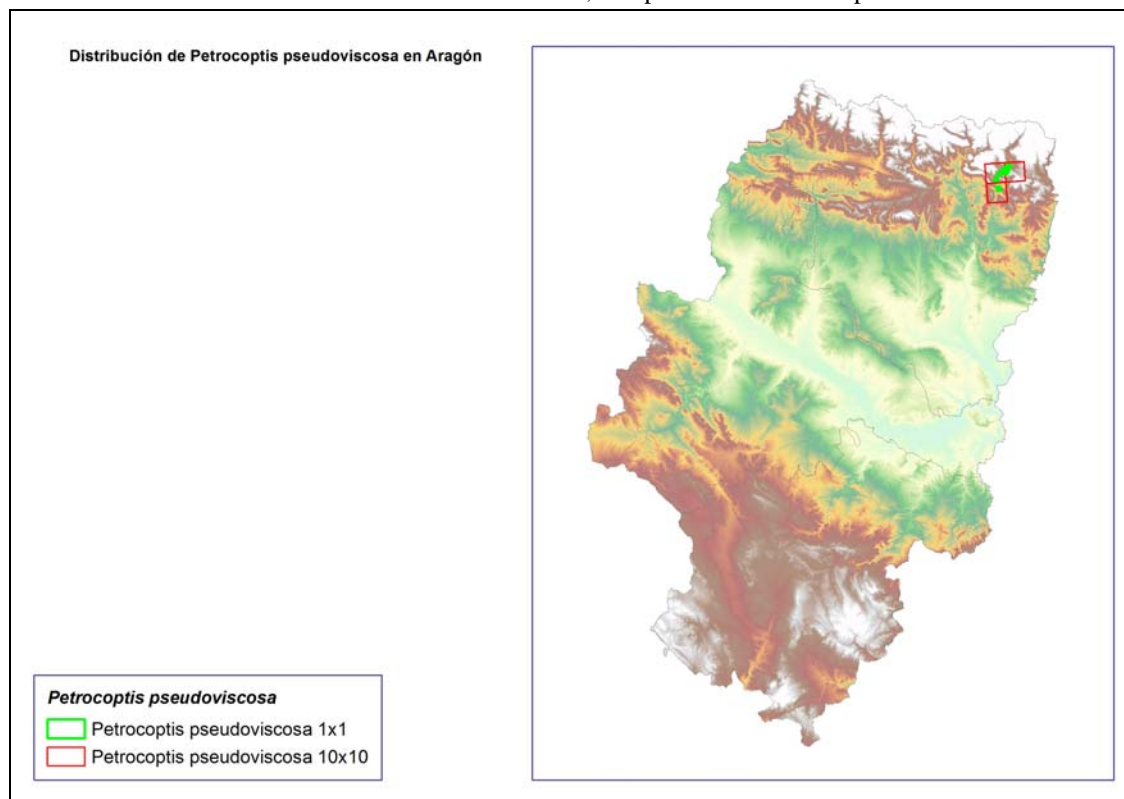 Distribución de Petrocoptis pseudoviscosa en Aragón
Petrocoptis pseudoviscosa
Petrocoptis pseudoviscosa 1x1
Petrocoptis pseudoviscosa 10x10